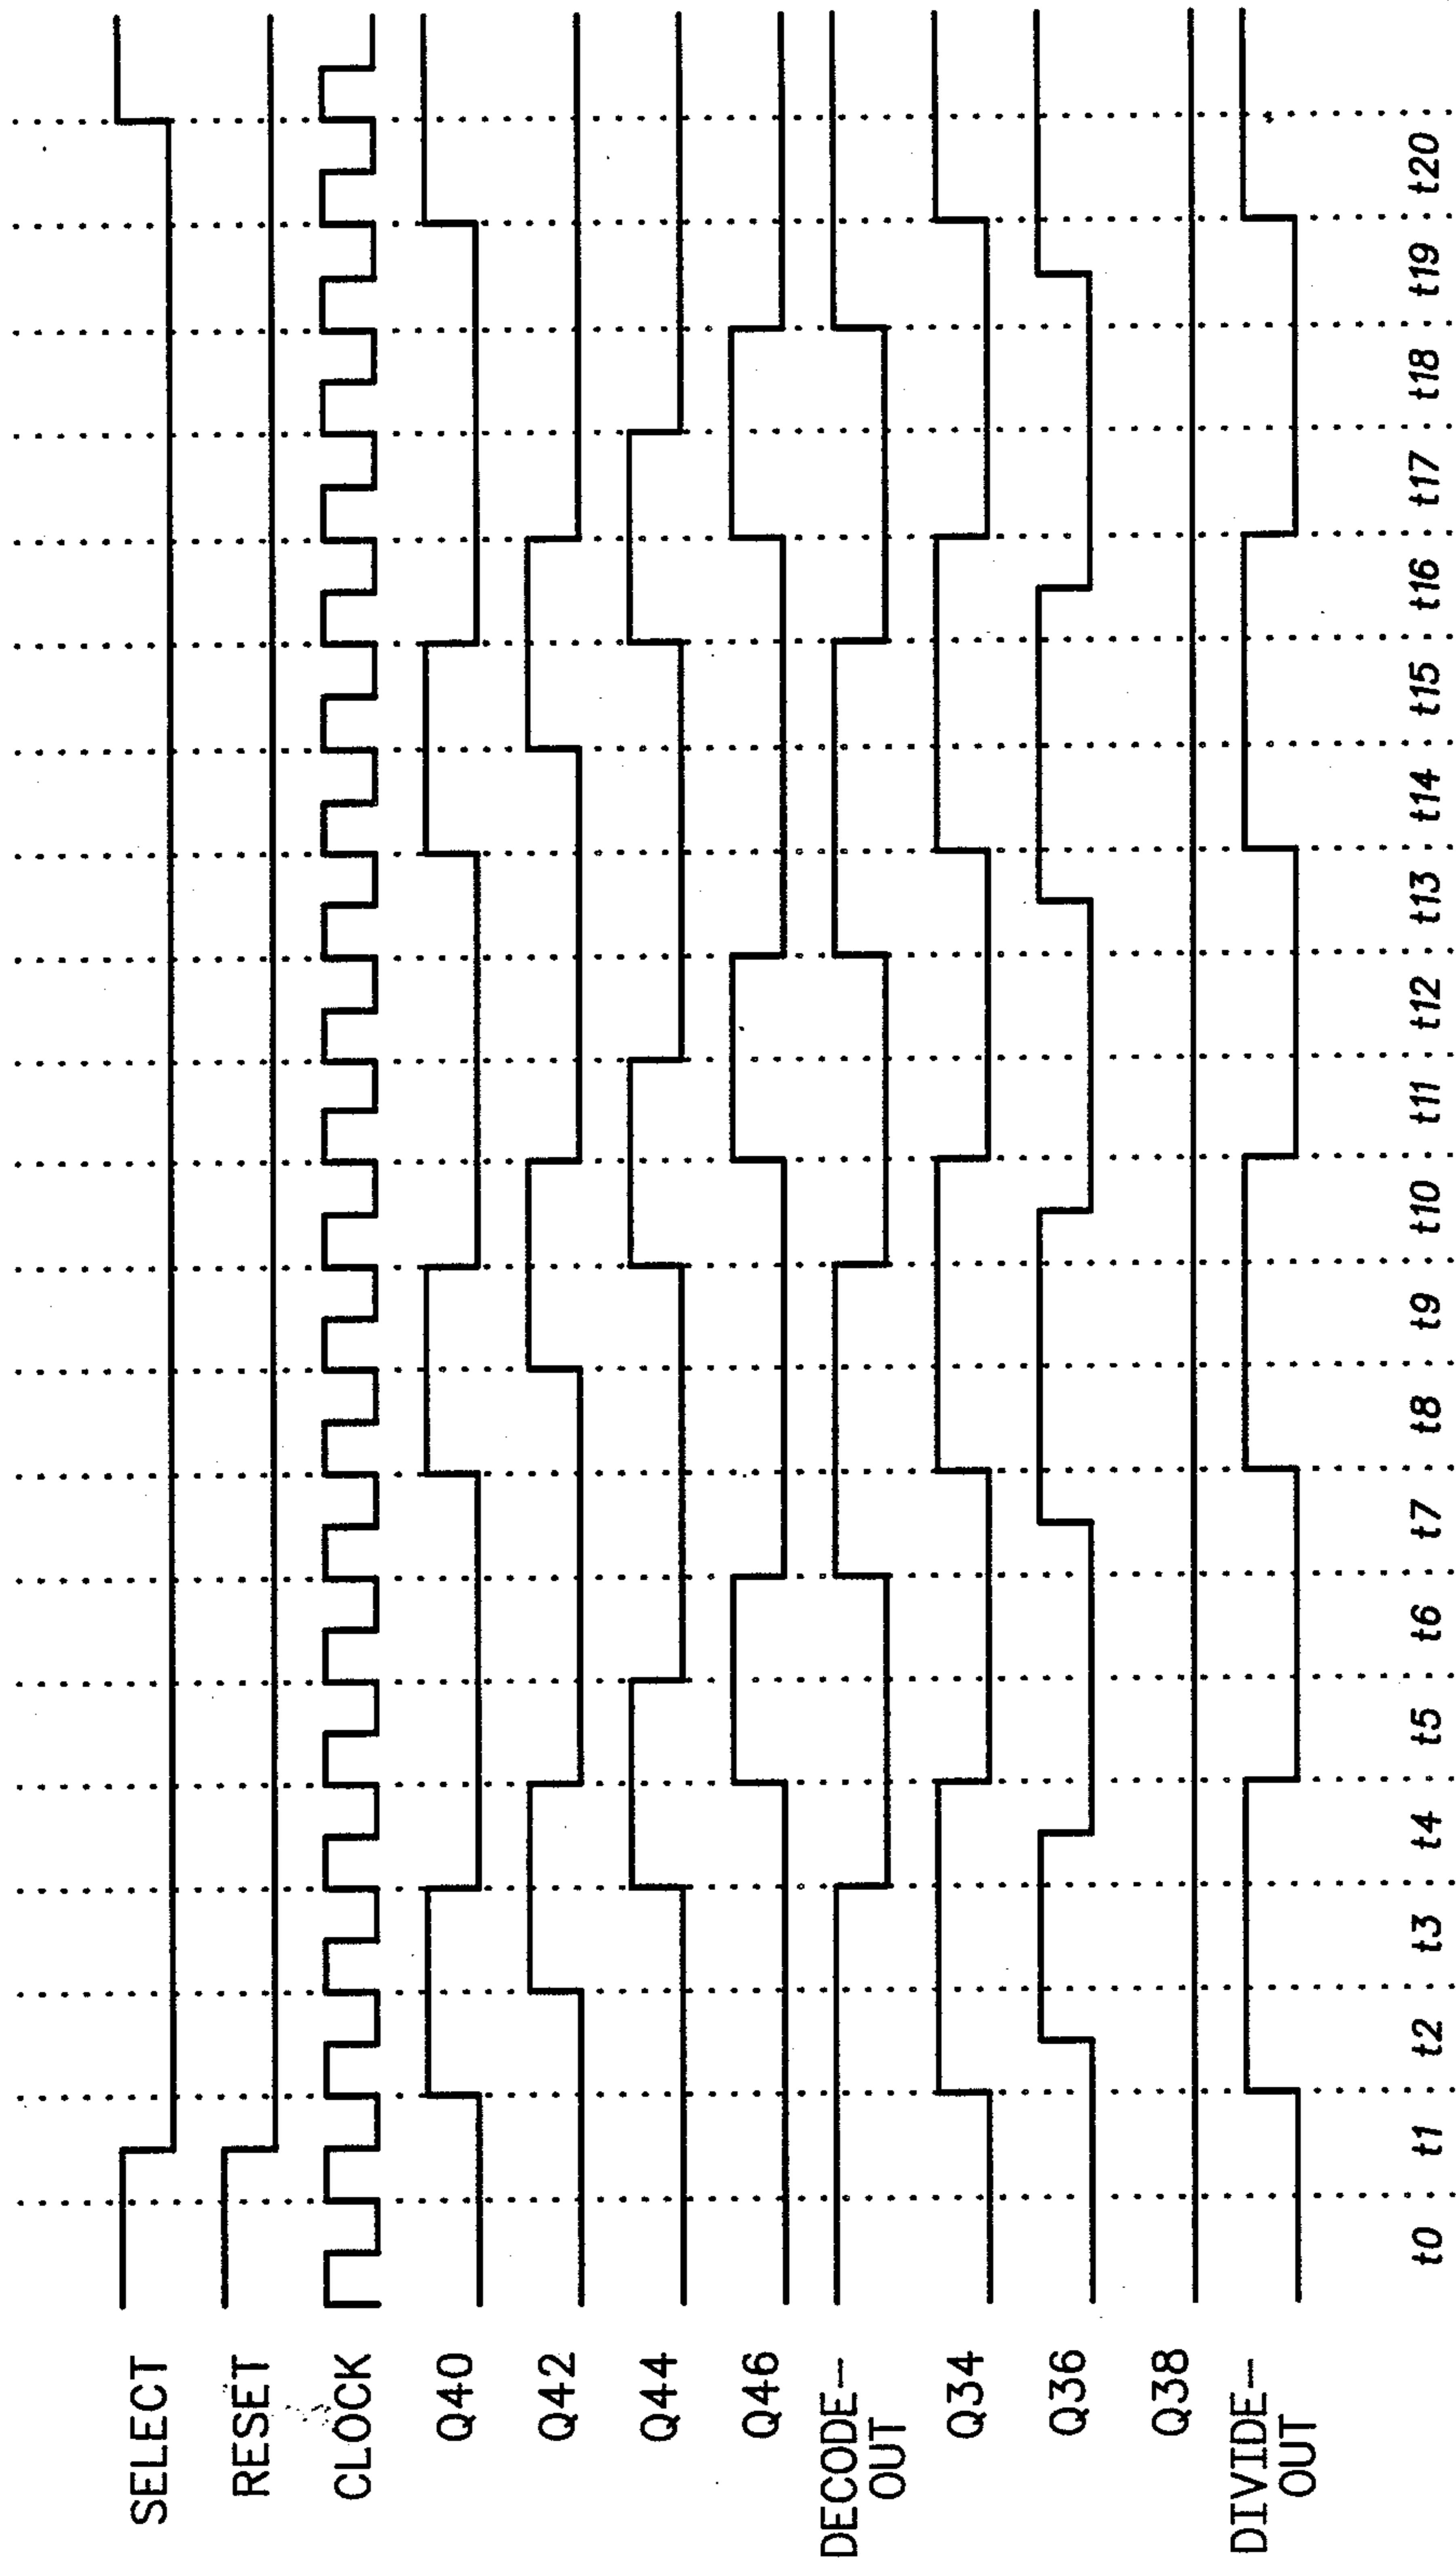 SELECT
RESET
CLOCK
Q40
Q42
Q44
Q46
DECODE-
OUT
Q34
Q36
Q38
DIVIDE-
OUT
t0 t1 t2 t3 t4 t5 t6 t7 t8 t9 t10 t11 t12 t13 t14 t15 t16 t17 t18 t19 t20